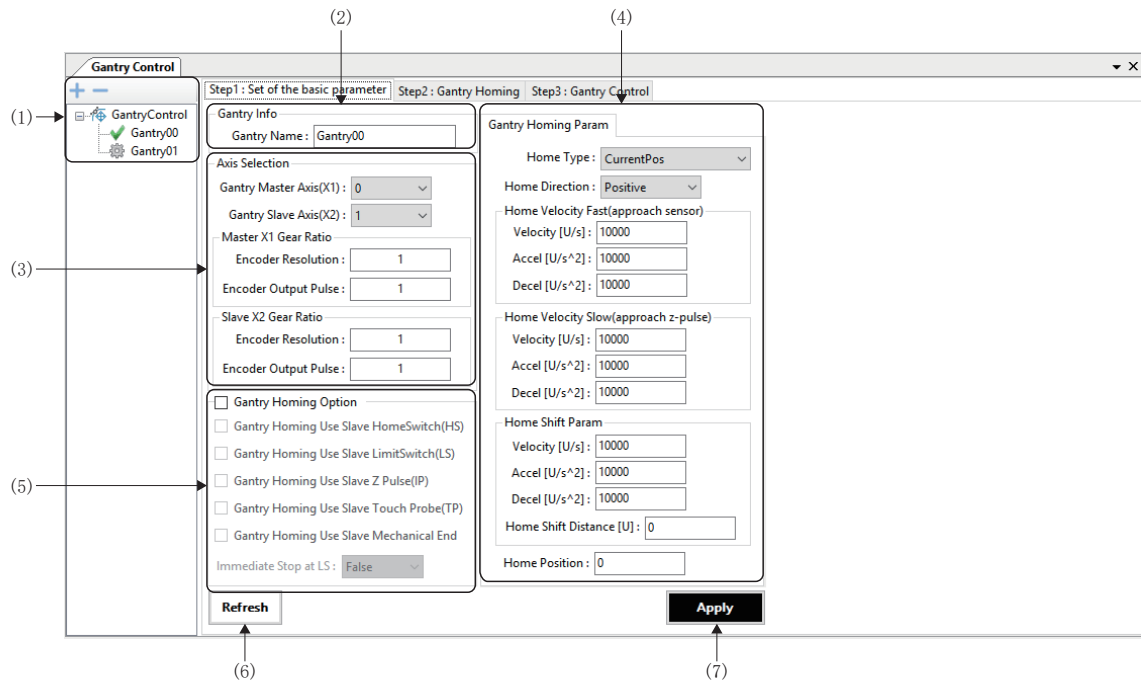 (2)
(4)
Gantry Control
Step1 : Set of the basic parameter
Step2 : Gantry Homing
Step3 : Gantry Control
(1)
GantryControl
Gantry00
Gantry01
Gantry Info
Gantry Name : Gantry00
(3)
Axis Selection
Gantry Master Axis(X1) : 0
Gantry Slave Axis(X2) : 1
Master X1 Gear Ratio
Encoder Resolution : 1
Encoder Output Pulse : 1
Slave X2 Gear Ratio
Encoder Resolution : 1
Encoder Output Pulse : 1
(5)
Gantry Homing Option
Gantry Homing Use Slave HomeSwitch(HS)
Gantry Homing Use Slave LimitSwitch(LS)
Gantry Homing Use Slave Z Pulse(IP)
Gantry Homing Use Slave Touch Probe(TP)
Gantry Homing Use Slave Mechanical End
Immediate Stop at LS : False
Gantry Homing Param
Home Type : CurrentPos
Home Direction : Positive
Home Velocity Fast(approach sensor)
Velocity [U/s] : 10000
Accel [U/s^2] : 10000
Decel [U/s^2] : 10000
Home Velocity Slow(approach z-pulse)
Velocity [U/s] : 10000
Accel [U/s^2] : 10000
Decel [U/s^2] : 10000
Home Shift Param
Velocity [U/s] : 10000
Accel [U/s^2] : 10000
Decel [U/s^2] : 10000
Home Shift Distance [U] : 0
Home Position : 0
Refresh
Apply
(6)
(7)